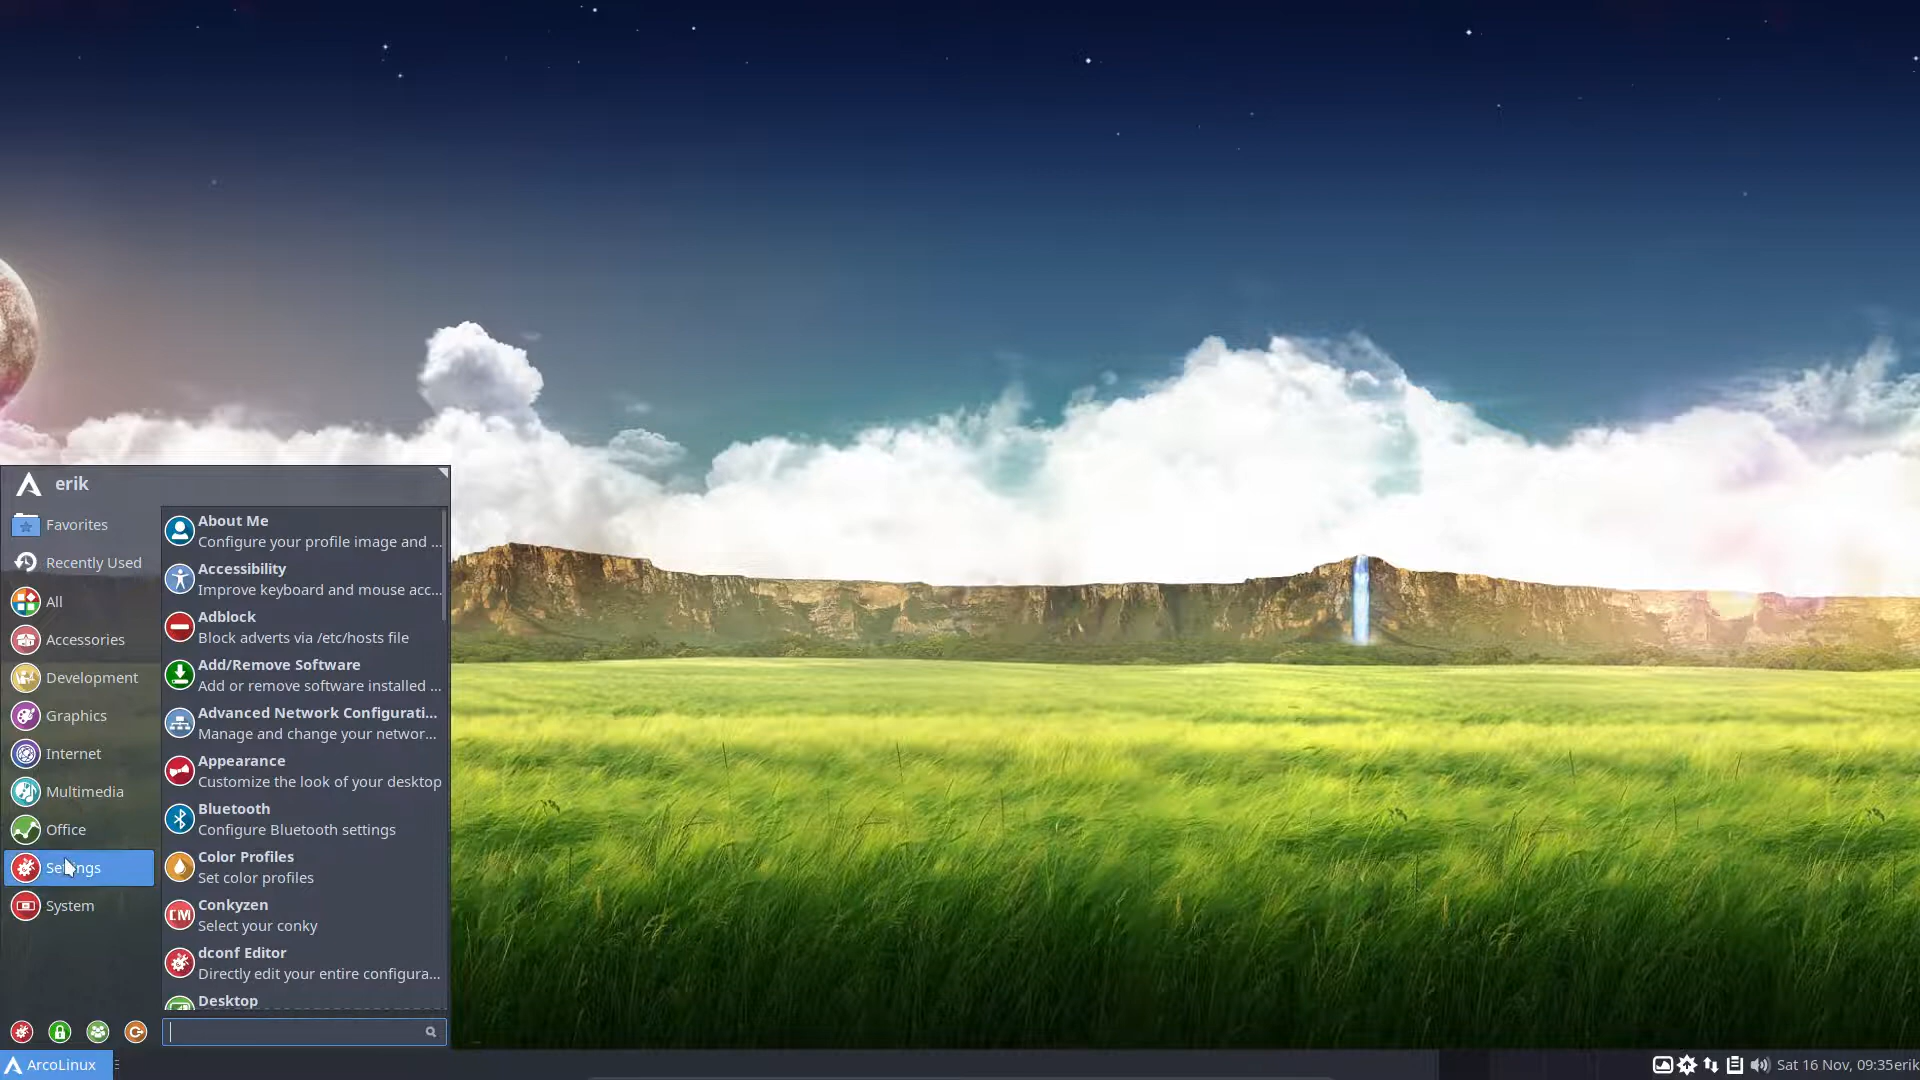 erik
Favorites
Recently Used
All
Accessories
Development
Graphics
Internet
Multimedia
Office
Settings
System
About Me
Configure your profile image and ...
Accessibility
Improve keyboard and mouse acc...
Adblock
Block adverts via /etc/hosts file
Add/Remove Software
Add or remove software installed ...
Advanced Network Configurati...
Manage and change your networ...
Appearance
Customize the look of your desktop
Bluetooth
Configure Bluetooth settings
Color Profiles
Set color profiles
CM
Conkyzen
Select your conky
dconf Editor
Directly edit your entire configura...
Desktop
ArcoLinux
Sat 16 Nov, 09:35erik